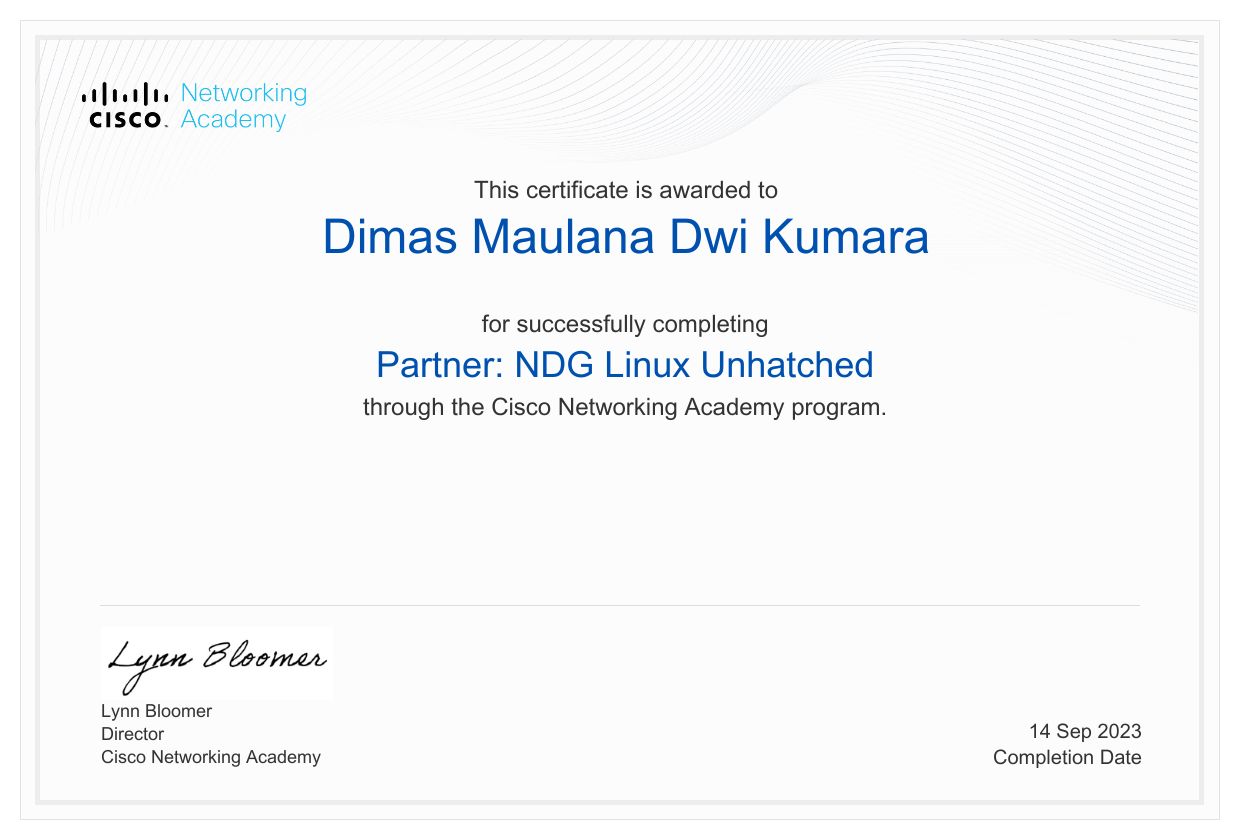 Networking
CISCO Academy
This certificate is awarded to
Dimas Maulana Dwi Kumara
for successfully completing
Partner: NDG Linux Unhatched
through the Cisco Networking Academy program.
Lynn Bloomer
Lynn Bloomer
Director
Cisco Networking Academy
14 Sep 2023
Completion Date